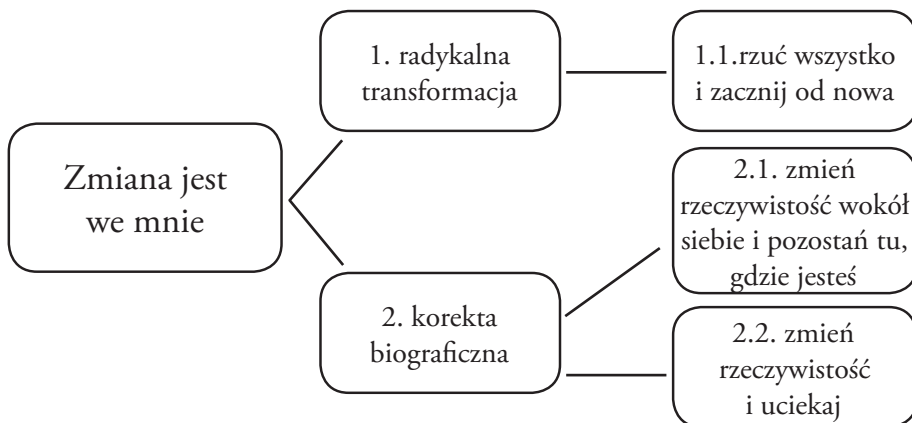 Zmiana jest
we mnie
1. radykalna
transformacja
1.1.rzuć wszystko
i zacznij od nowa
2. korekta
biograficzna
2.1. zmień
rzeczywistość wokół
siebie i pozostań tu,
gdzie jesteś
2.2. zmień
rzeczywistość
i uciekaj